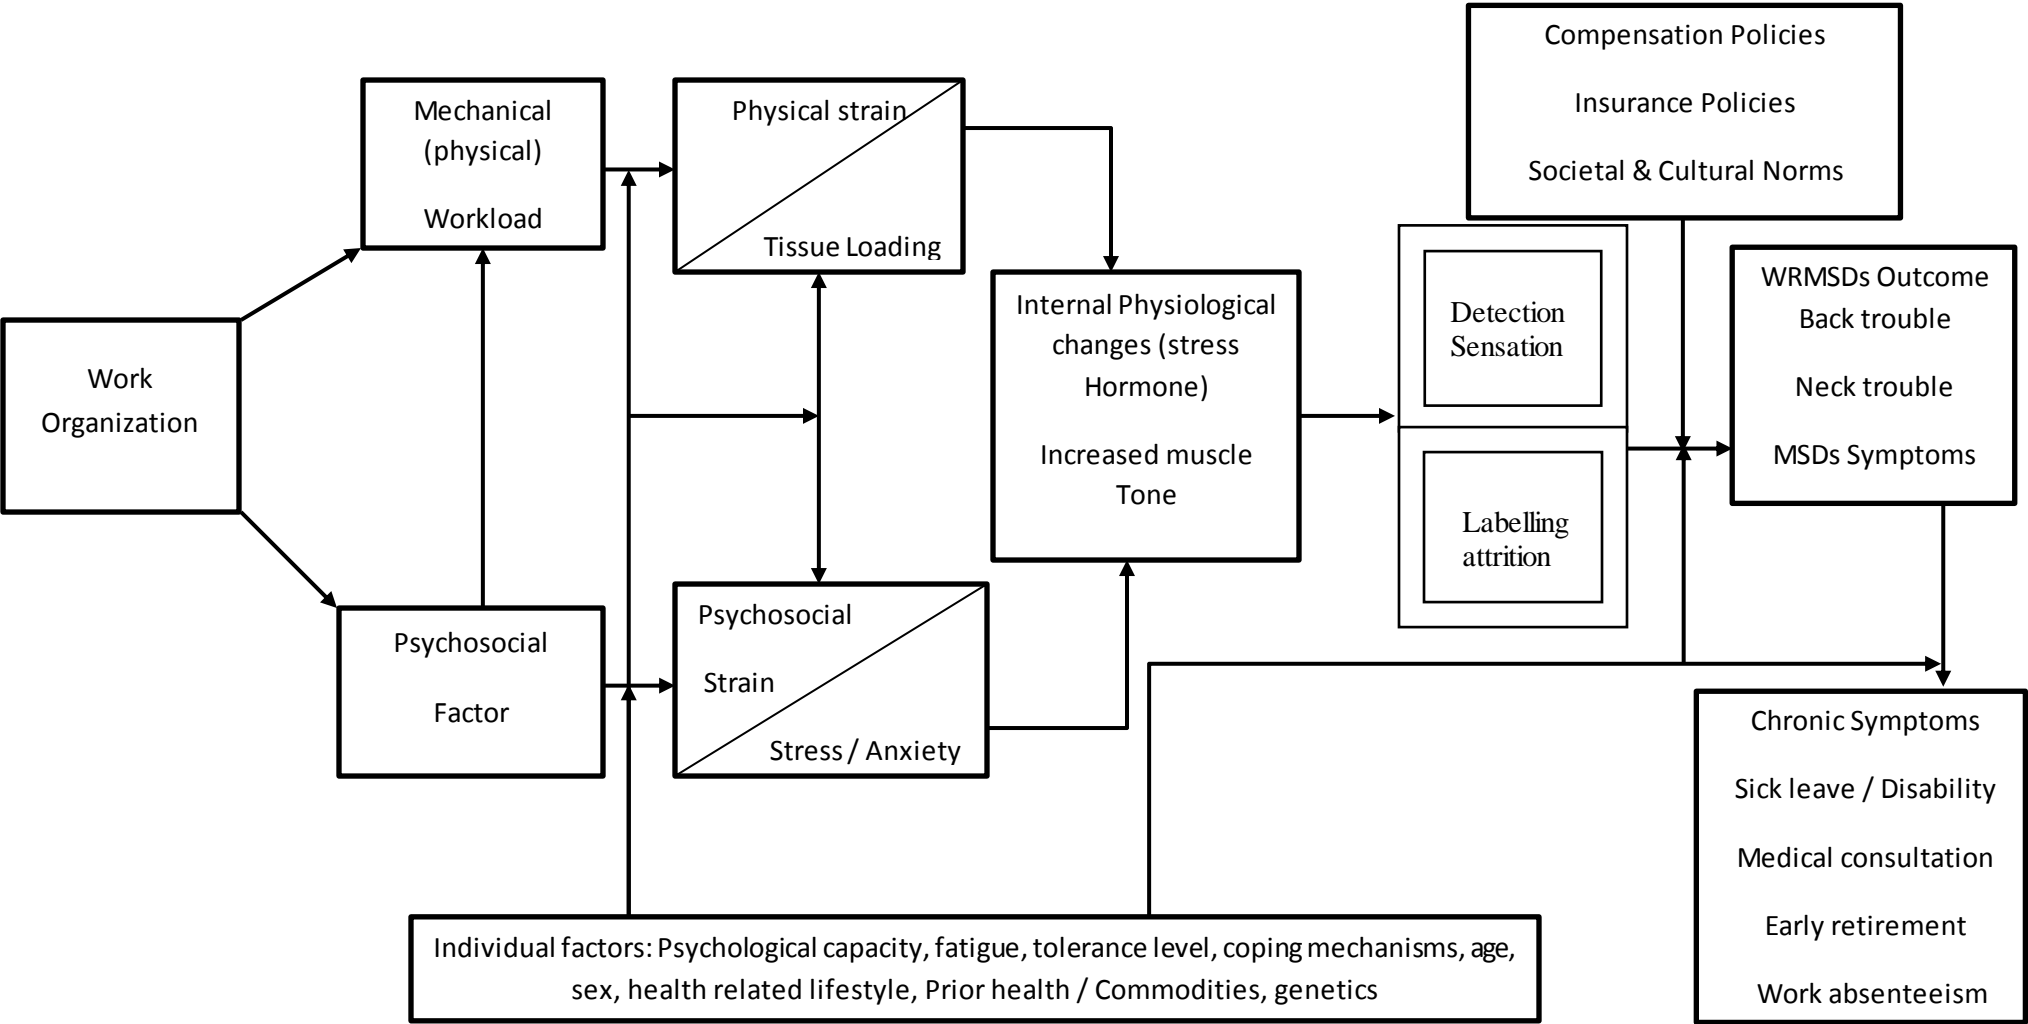 Work
Organization
Mechanical
(physical)
Workload
Psychosocial
Factor
Physical strain
Tissue Loading
Psychosocial
Strain
Stress / Anxiety
Internal Physiological
changes (stress
Hormone)
Increased muscle
Tone
Detection
Sensation
Labelling
attrition
Compensation Policies
Insurance Policies
Societal & Cultural Norms
WRMSDs Outcome
Back trouble
Neck trouble
MSDs Symptoms
Chronic Symptoms
Sick leave / Disability
Medical consultation
Early retirement
Work absenteeism
Individual factors: Psychological capacity, fatigue, tolerance level, coping mechanisms, age,
sex, health related lifestyle, Prior health / Commodities, genetics